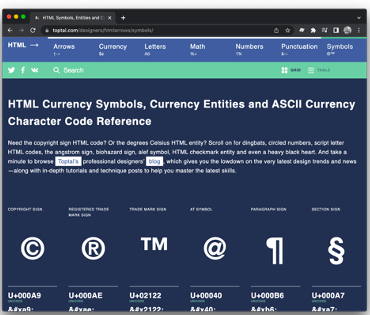 HTML Symbols, Entities and
toptal.com/designers/htmlarrows/symbols/
HTML → Arrows Currency Letters Math Numbers Punctuation Symbols
Search GRID TABLE
HTML Currency Symbols, Currency Entities and ASCII Currency
Character Code Reference
Need the copyright sign HTML code? Or the degrees Celsius HTML entity? Scroll on for dingbats, circled numbers, script letter
HTML codes, the angstrom sign, biohazard sign, alef symbol, HTML checkmark entity and even a heavy black heart. And take a
minute to browse Toptal's professional designers' blog , which gives you the lowdown on the very latest design trends and news
—along with in-depth tutorials and technique posts to help you master the latest skills.
COPYRIGHT SIGN REGISTERED TRADE TRADE MARK SIGN AT SYMBOL PARAGRAPH SIGN SECTION SIGN
MARK SIGN
© ® ™ @ ¶ §
U+000A9 U+000AE U+02122 U+00040 U+000B6 U+000A7
UNICODE UNICODE UNICODE UNICODE UNICODE UNICODE
&#xa9; &#xae; &#x2122; &#x40; &#xb6; &#xa7;